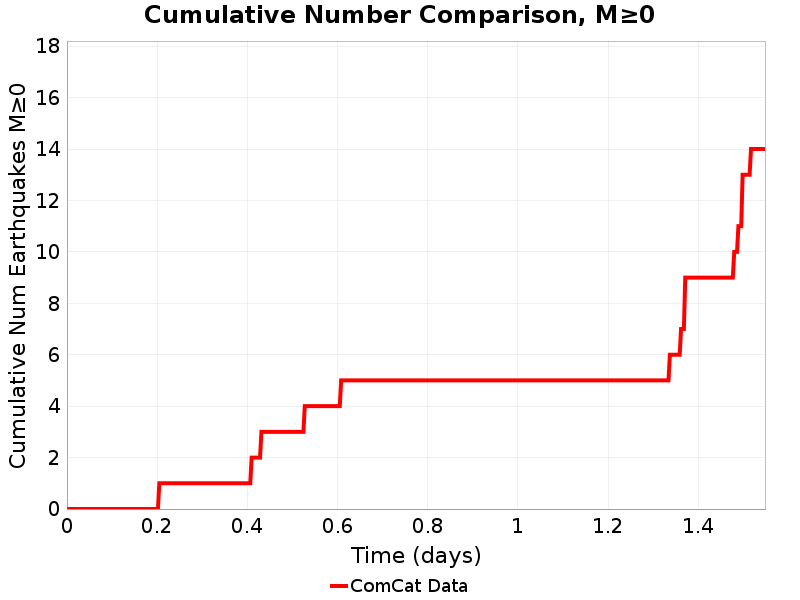 Cumulative Number Comparison, M≥0
Cumulative Num Earthquakes M≥0
18
16
14
12
10
8
6
4
2
0
0 0.2 0.4 0.6 0.8 1 1.2 1.4
Time (days)
ComCat Data